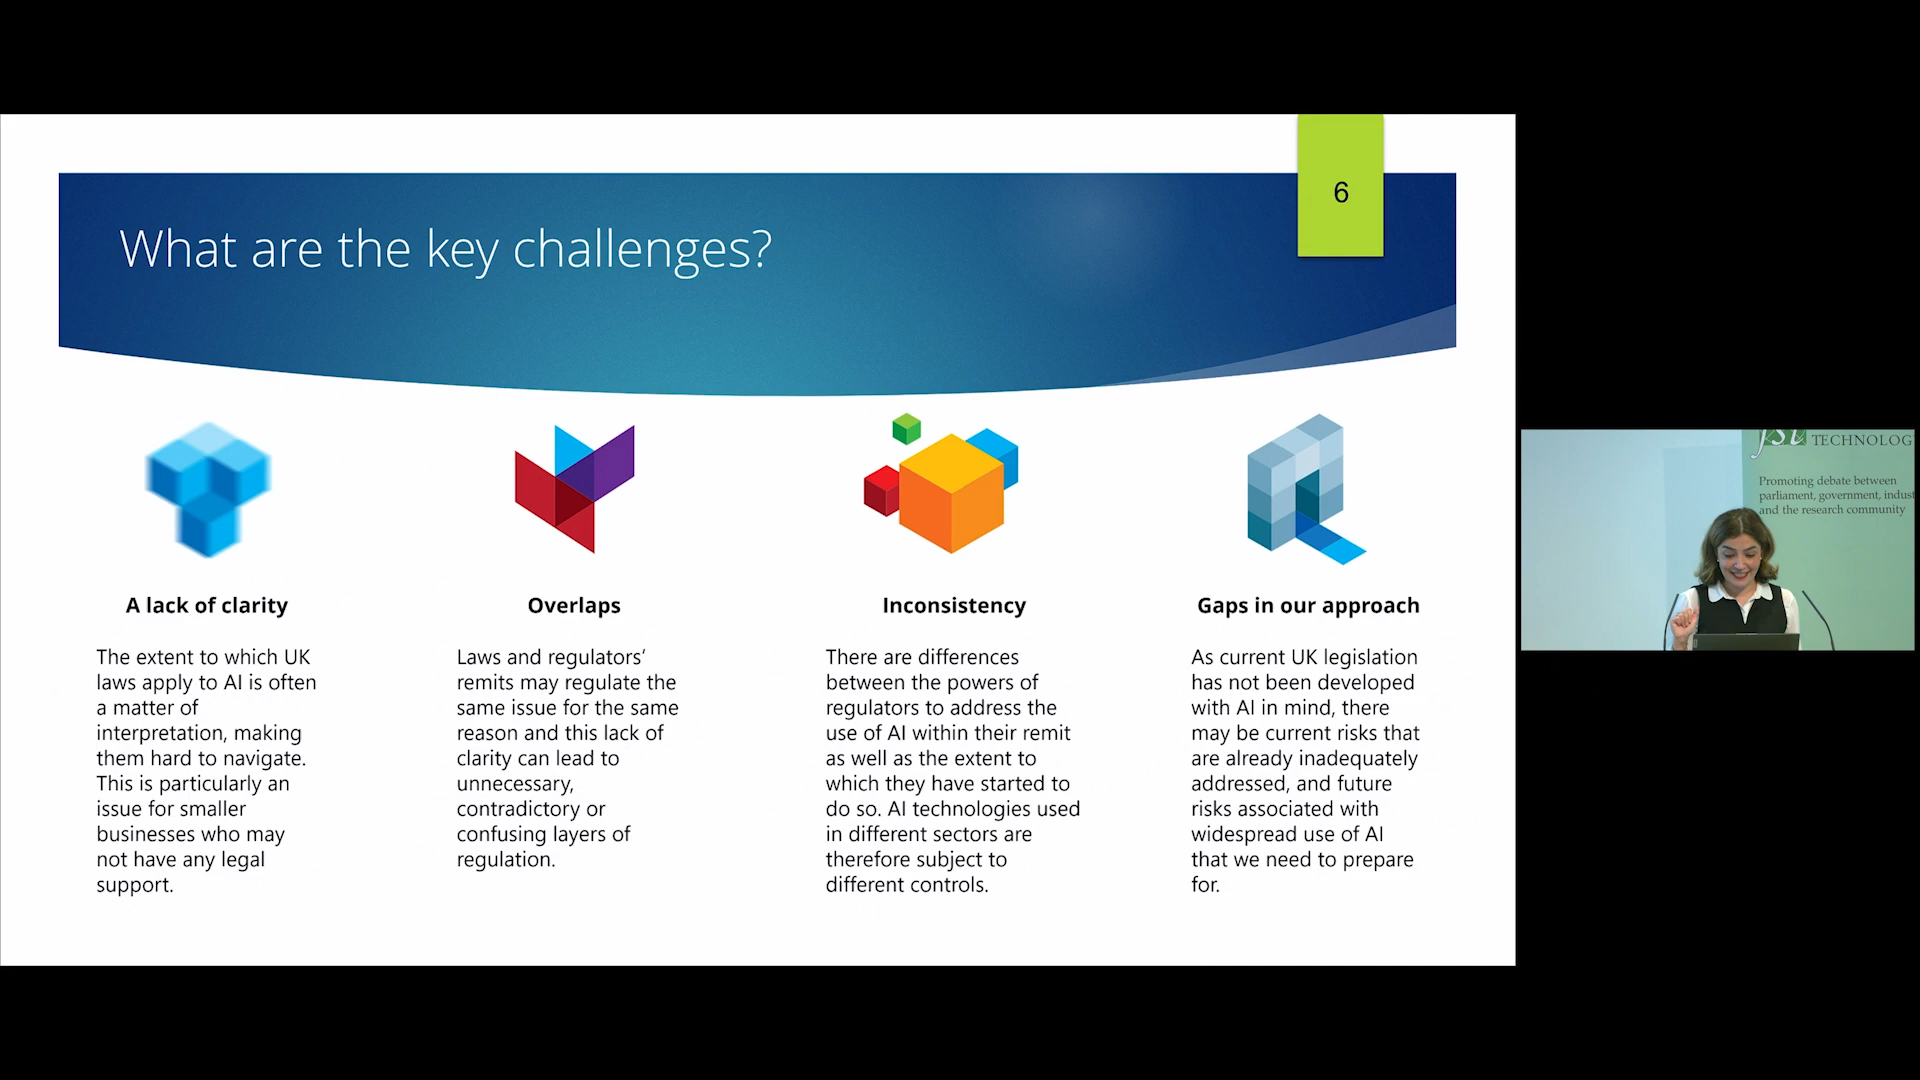 6
What are the key challenges?
A lack of clarity
The extent to which UK
laws apply to AI is often
a matter of
interpretation, making
them hard to navigate.
This is particularly an
issue for smaller
businesses who may
not have any legal
support.
Overlaps
Laws and regulators’
remits may regulate the
same issue for the same
reason and this lack of
clarity can lead to
unnecessary,
contradictory or
confusing layers of
regulation.
Inconsistency
There are differences
between the powers of
regulators to address the
use of AI within their remit
as well as the extent to
which they have started to
do so. AI technologies used
in different sectors are
therefore subject to
different controls.
Gaps in our approach
As current UK legislation
has not been developed
with AI in mind, there
may be current risks that
are already inadequately
addressed, and future
risks associated with
widespread use of AI
that we need to prepare
for.
fst TECHNOLOG
Promoting debate between
parliament, government, indust
and the research community